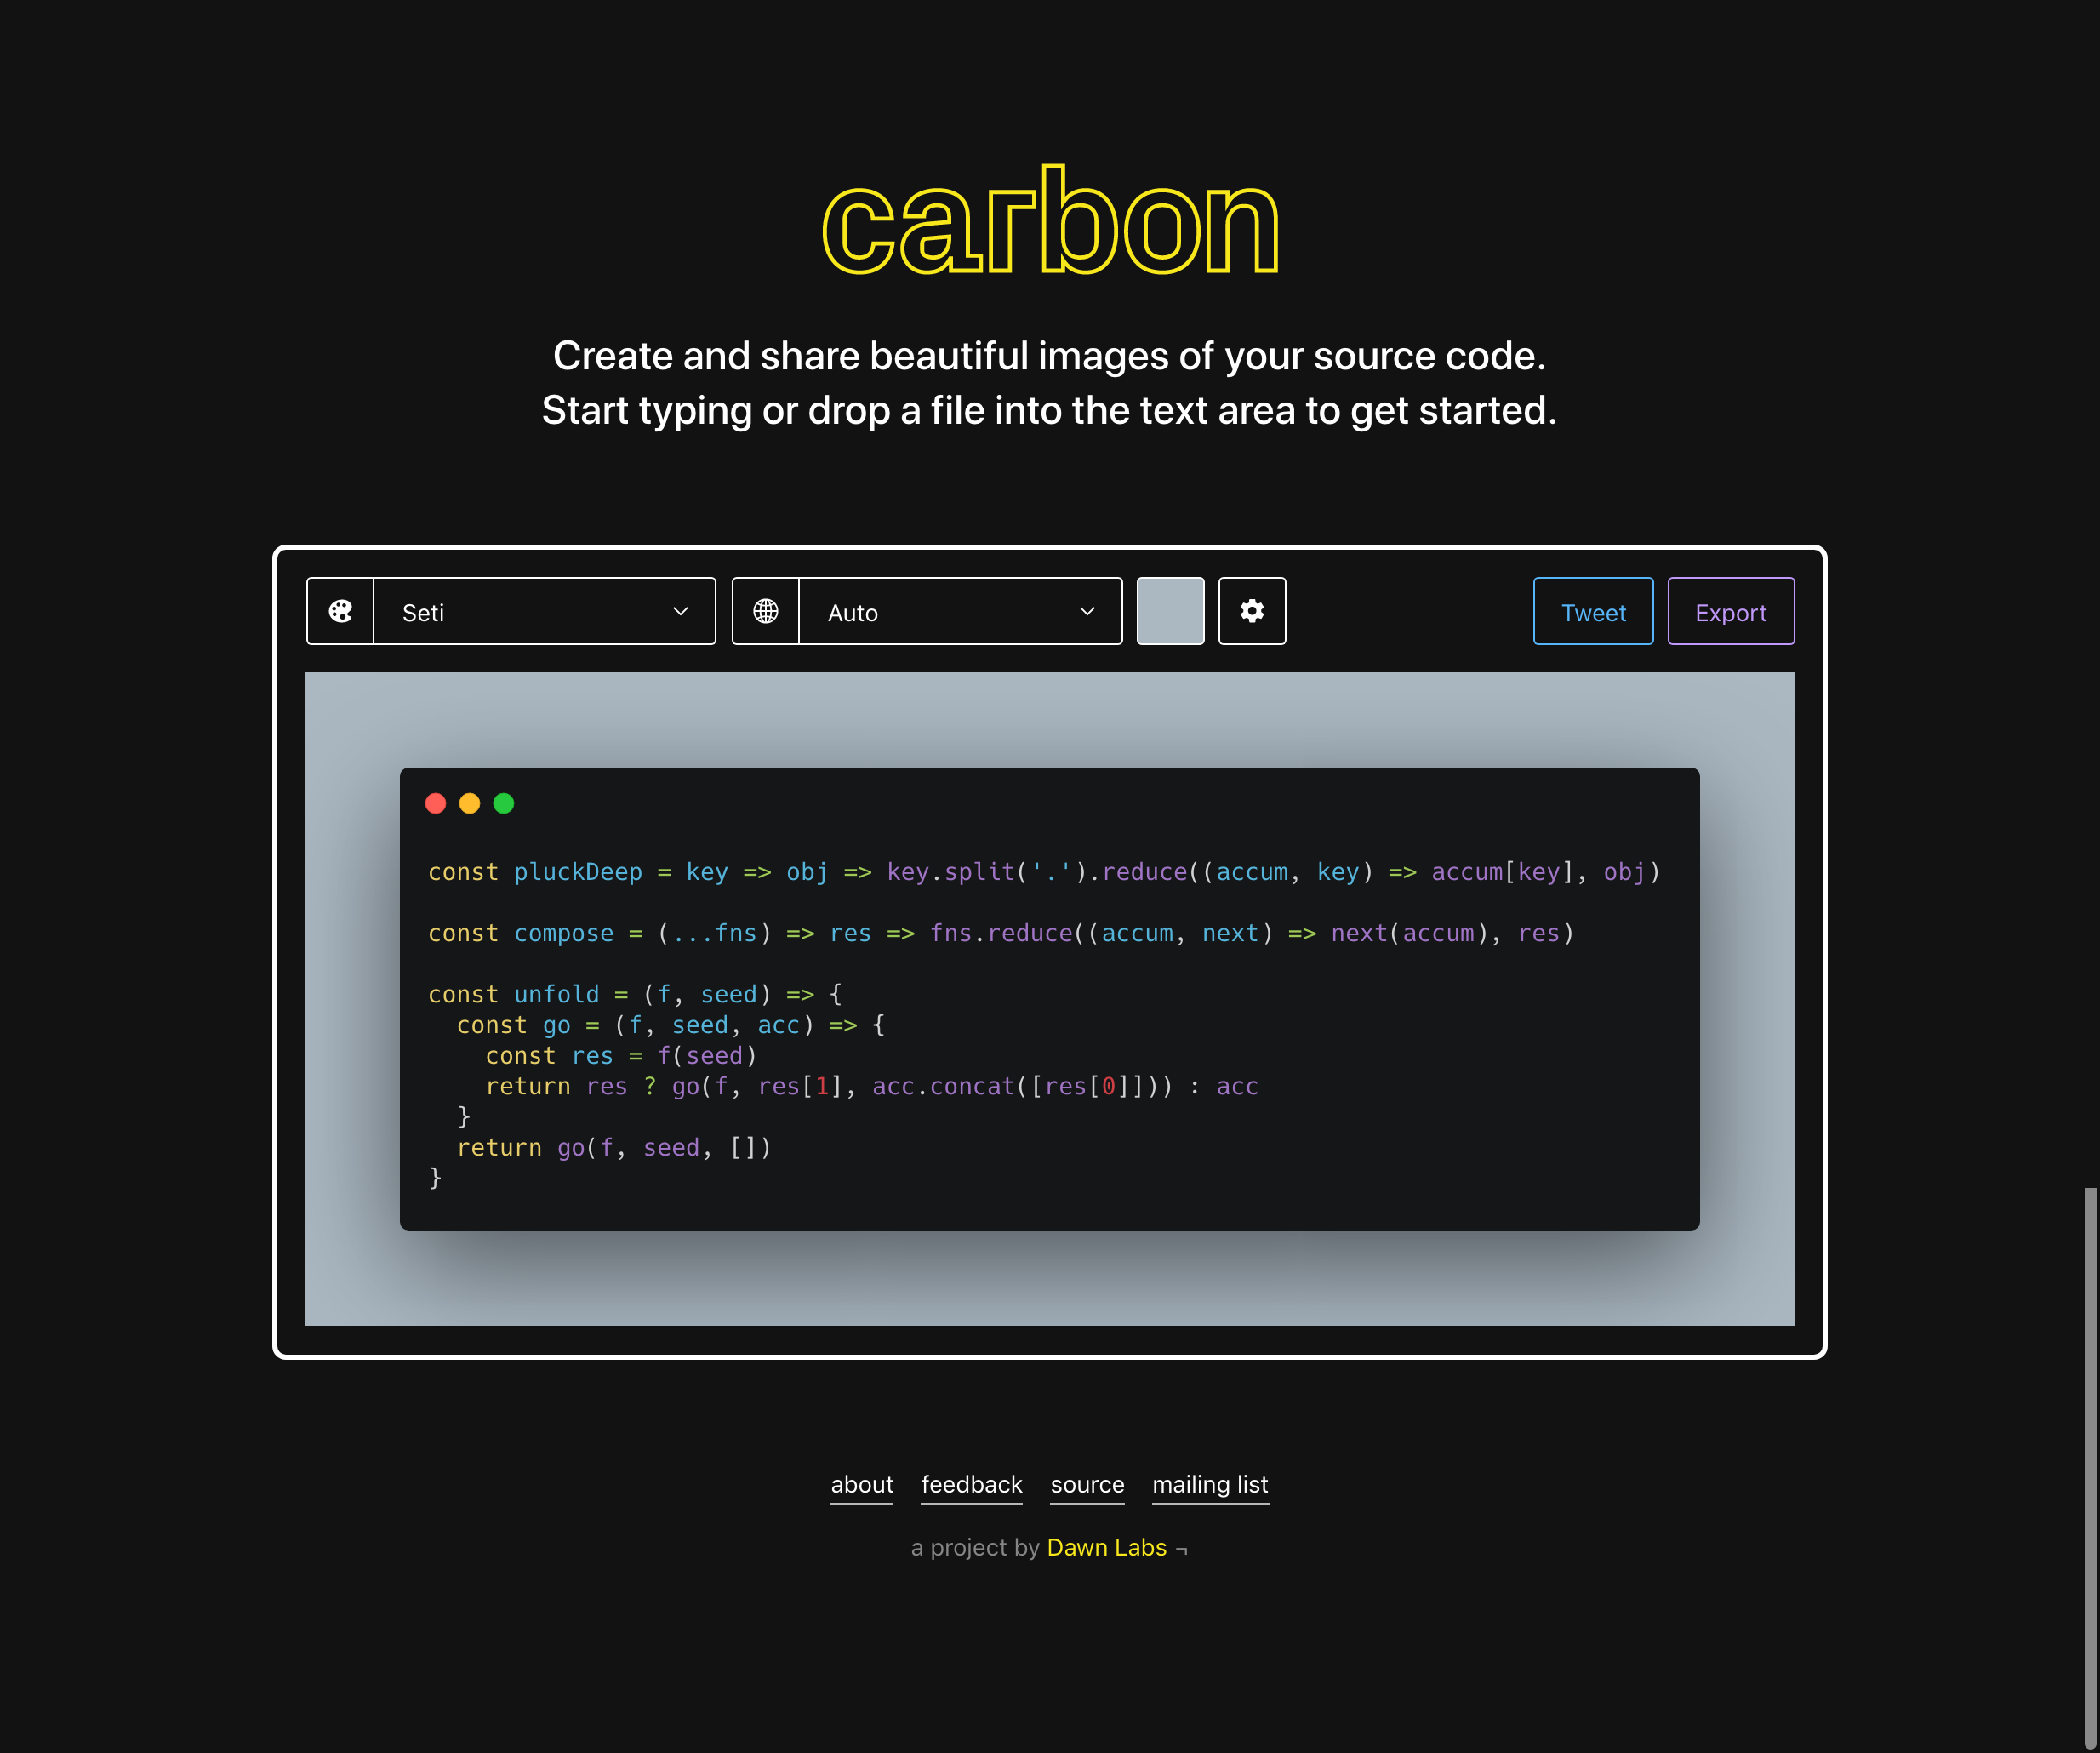 carbon
Create and share beautiful images of your source code.
Start typing or drop a file into the text area to get started.
Seti
Auto
Tweet
Export
const pluckDeep = key => obj => key.split('.').reduce((accum, key) => accum[key], obj)
const compose = (...fns) => res => fns.reduce((accum, next) => next(accum), res)
const unfold = (f, seed) => {
  const go = (f, seed, acc) => {
    const res = f(seed)
    return res ? go(f, res[1], acc.concat([res[0]])) : acc
  }
  return go(f, seed, [])
}
about feedback source mailing list
a project by Dawn Labs ¬